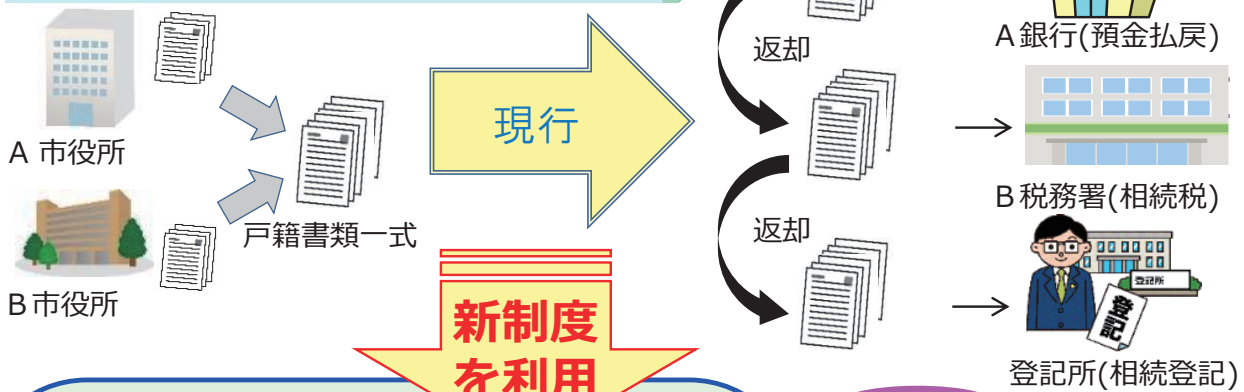 A 市役所
B市役所
戸籍書類一式
現行
新制度
を利用
返却
返却
A銀行(預金払戻)
B税務署(相続税)
登記所
登記
登記所(相続登記)